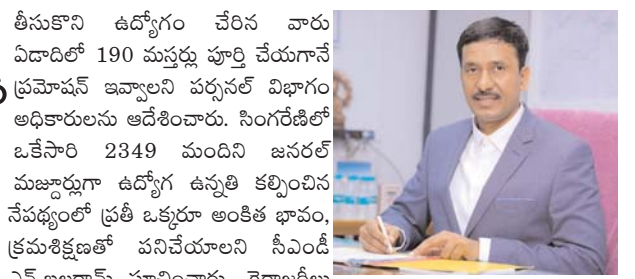 తీసుకొని ఉద్యోగం చేరిన వారు
ఏడాదిలో 190 మస్టర్లు పూర్తి చేయగానే
ప్రమోషన్ ఇవ్వాలని పర్సనల్ విభాగం
అధికారులను ఆదేశించారు. సింగరేణిలో
ఒకేసారి 2349 మందిని జనరల్
మజ్దూర్లుగా ఉద్యోగ ఉన్నతి కల్పించిన
నేపథ్యంలో ప్రతీ ఒక్కరూ అంకిత భావం,
క్రమశిక్షణతో పనిచేయాలని సీఎండీ